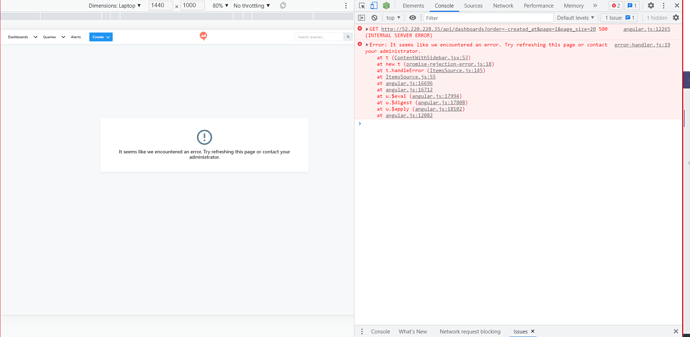 Dimensions: Laptop ▼ 1440 × 1000 80% ▼ No throttling ▼
Elements Console Sources Network Performance Memory » 2 1
top ▼ Filter Default levels ▼ 1 Issue: 1 1 hidden
Dashboards Queries Alerts Create Search queries...
It seems like we encountered an error. Try refreshing this page or contact your
administrator.
GET http://52.220.228.35/api/dashboards?order=-created_at&page=1&page_size=20 500 angular.js:12265
(INTERNAL SERVER ERROR)
Error: It seems like we encountered an error. Try refreshing this page or contact error-handler.js:19
your administrator.
at t (ContentWithSidebar.jsx:53)
at new t (promise-rejection-error.js:18)
at t.handleError (ItemsSource.js:145)
at ItemsSource.js:55
at angular.js:16696
at angular.js:16712
at u.$eval (angular.js:17994)
at u.$digest (angular.js:17808)
at u.$apply (angular.js:18102)
at angular.js:12082
Console What's New Network request blocking Issues ×